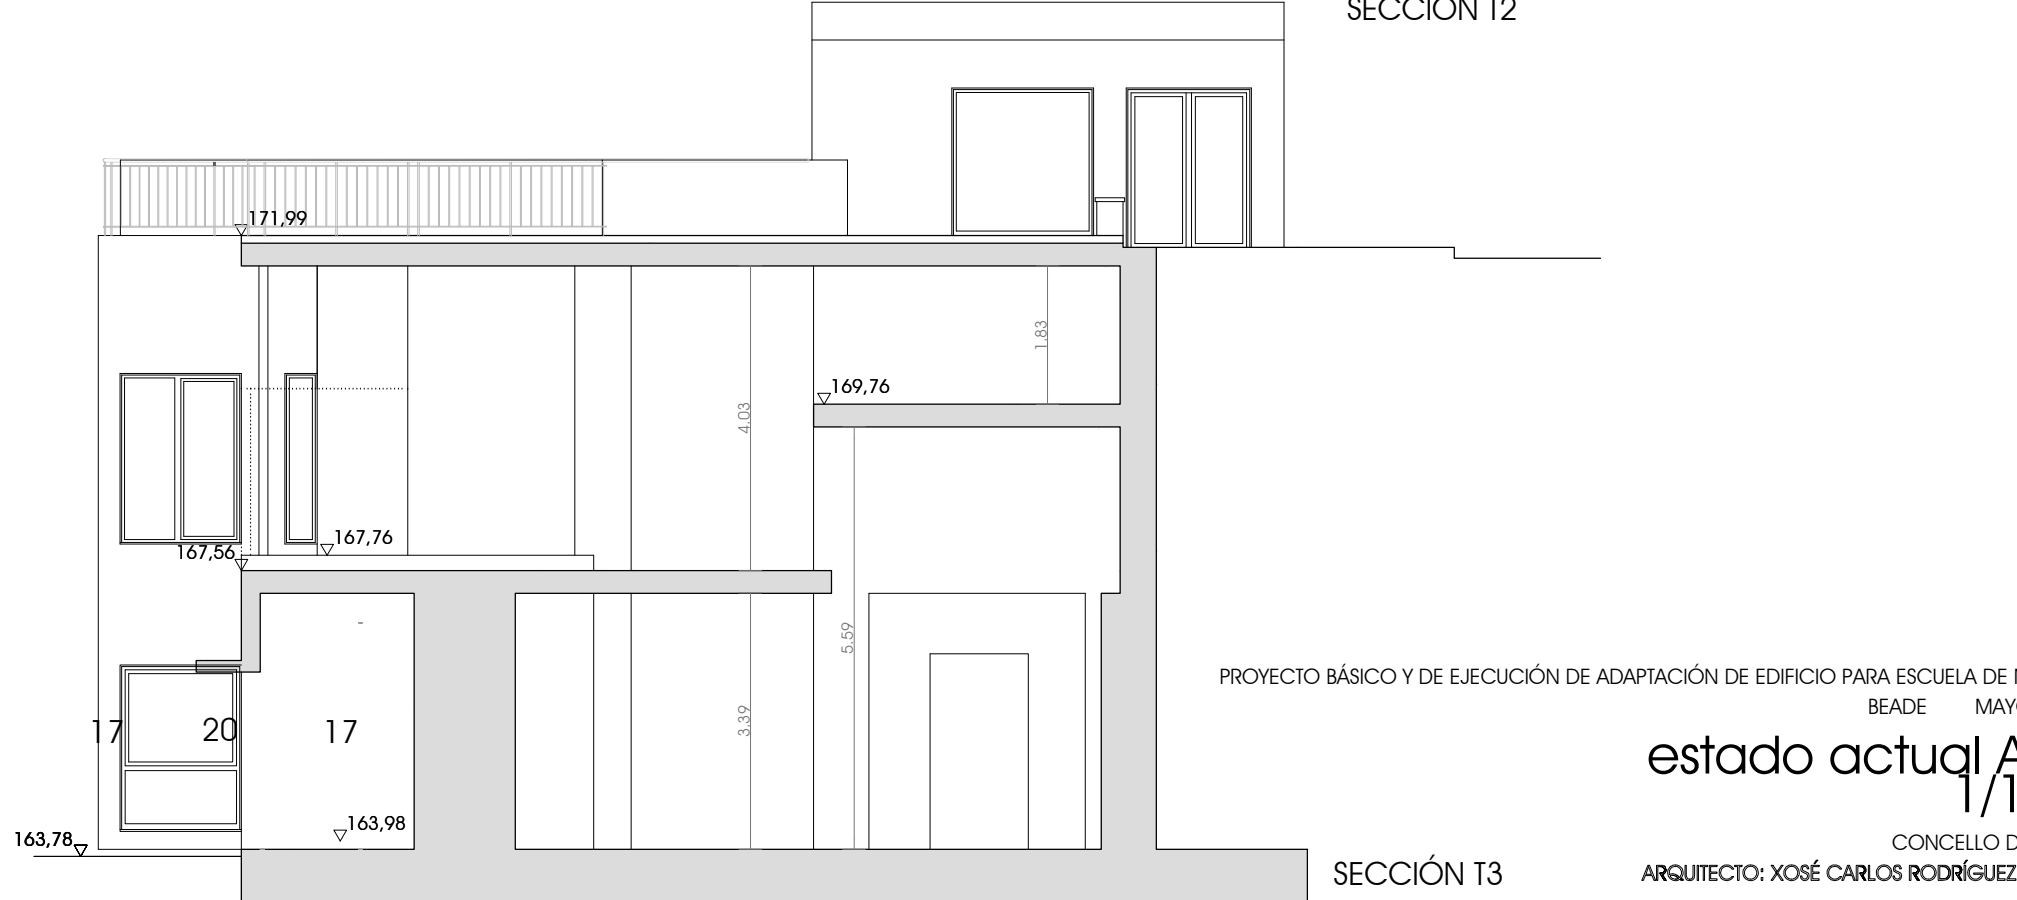 SECCIÓN T2
171,99
1.83
169,76
4.03
167,76
167,56
5.59
3.39
PROYECTO BÁSICO Y DE EJECUCIÓN DE ADAPTACIÓN DE EDIFICIO PARA ESCUELA DE
BEADE
17 20 17
estado actual A
1/1
163,98
163,78
CONCELLO D
SECCIÓN T3
ARQUITECTO: XOSÉ CARLOS RODRÍGUEZ